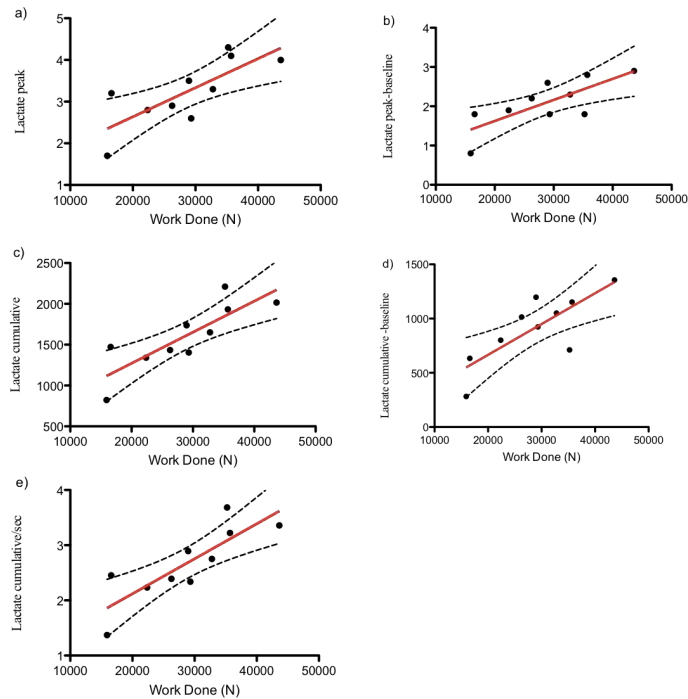 a)
Lactate peak
5
4
3
2
1
10000 20000 30000 40000 50000
Work Done (N)
b)
Lactate peak-baseline
4
3
2
1
0
10000 20000 30000 40000 50000
Work Done (N)
c)
Lactate cumulative
2500
2000
1500
1000
500
10000 20000 30000 40000 50000
Work Done (N)
d)
Lactate cumulative -baseline
1500
1000
500
0
10000 20000 30000 40000 50000
Work Done (N)
e)
Lactate cumulative/sec
4
3
2
1
10000 20000 30000 40000 50000
Work Done (N)